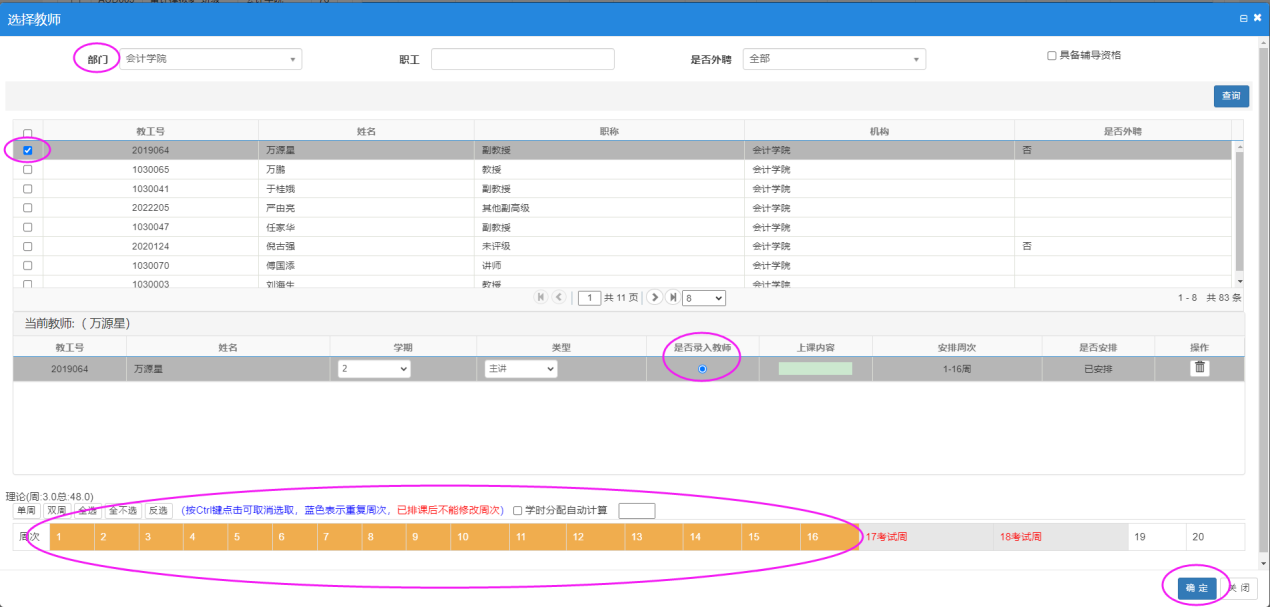 选择教师
部门 会计学院 职工 是否外聘 全部 具备辅导资格
查询
教工号 姓名 职称 机构 是否外聘
2019064 万源星 副教授 会计学院 否
1030065 万鹏 教授 会计学院
1030041 于桂娥 副教授 会计学院
2022205 严由亮 其他副高级 会计学院
1030047 任家华 副教授 会计学院
2020124 倪古强 未评级 会计学院 否
1030070 傅国添 讲师 会计学院
1030003 刘海生 教授 会计学院
1 共 11 页 8 1 - 8 共 83 条
当前教师: ( 万源星)
教工号 姓名 学期 类型 是否录入教师 上课内容 安排周次 是否安排 操作
2019064 万源星 2 主讲 1-16周 已安排
理论(周:3.0总:48.0)
单周 双周 全选 全不选 反选 (按Ctrl键点击可取消选取，蓝色表示重复周次，已排课后不能修改周次) 学时分配自动计算
周次 1 2 3 4 5 6 7 8 9 10 11 12 13 14 15 16 17考试周 18考试周 19 20
确定 关闭